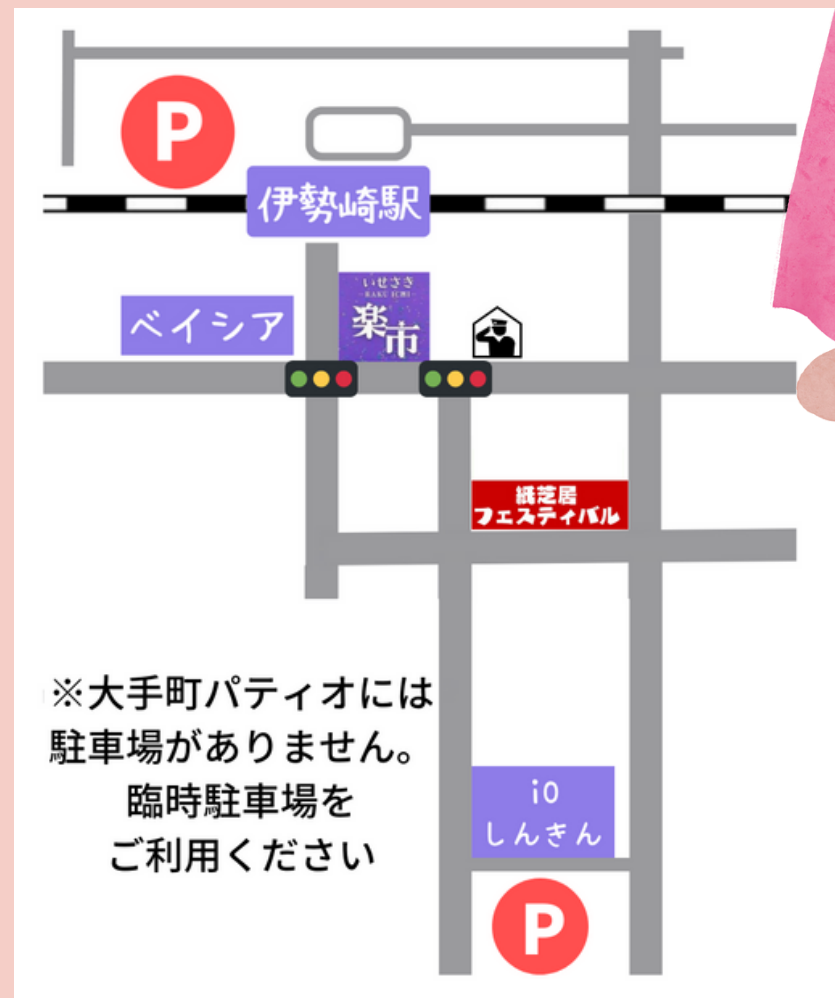 P
伊勢崎駅
いせさき
-RAKU ICHI-
楽市
ベイシア
紙芝居
フェスティバル
※大手町パティオには
駐車場がありません。
臨時駐車場を
ご利用ください
iO
しんきん
P